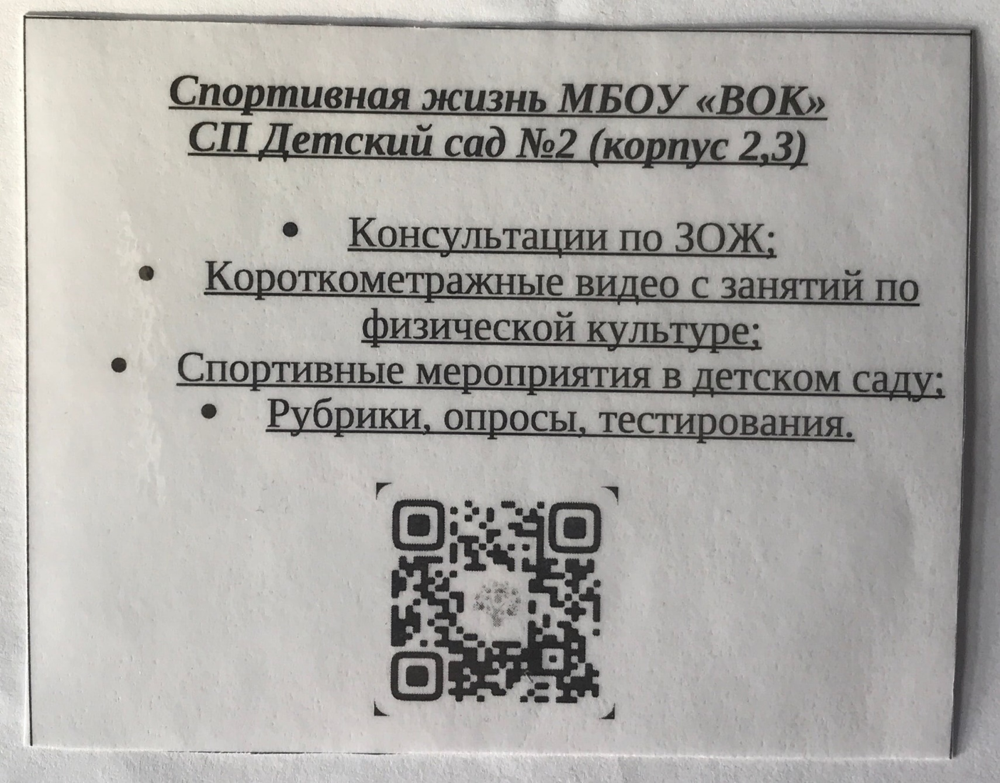 Спортивная жизнь МБОУ «ВОК»
СП Детский сад №2 (корпус 2,3)
• Консультации по ЗОЖ;
• Короткометражные видео с занятий по
физической культуре;
• Спортивные мероприятия в детском саду;
• Рубрики, опросы, тестирования.